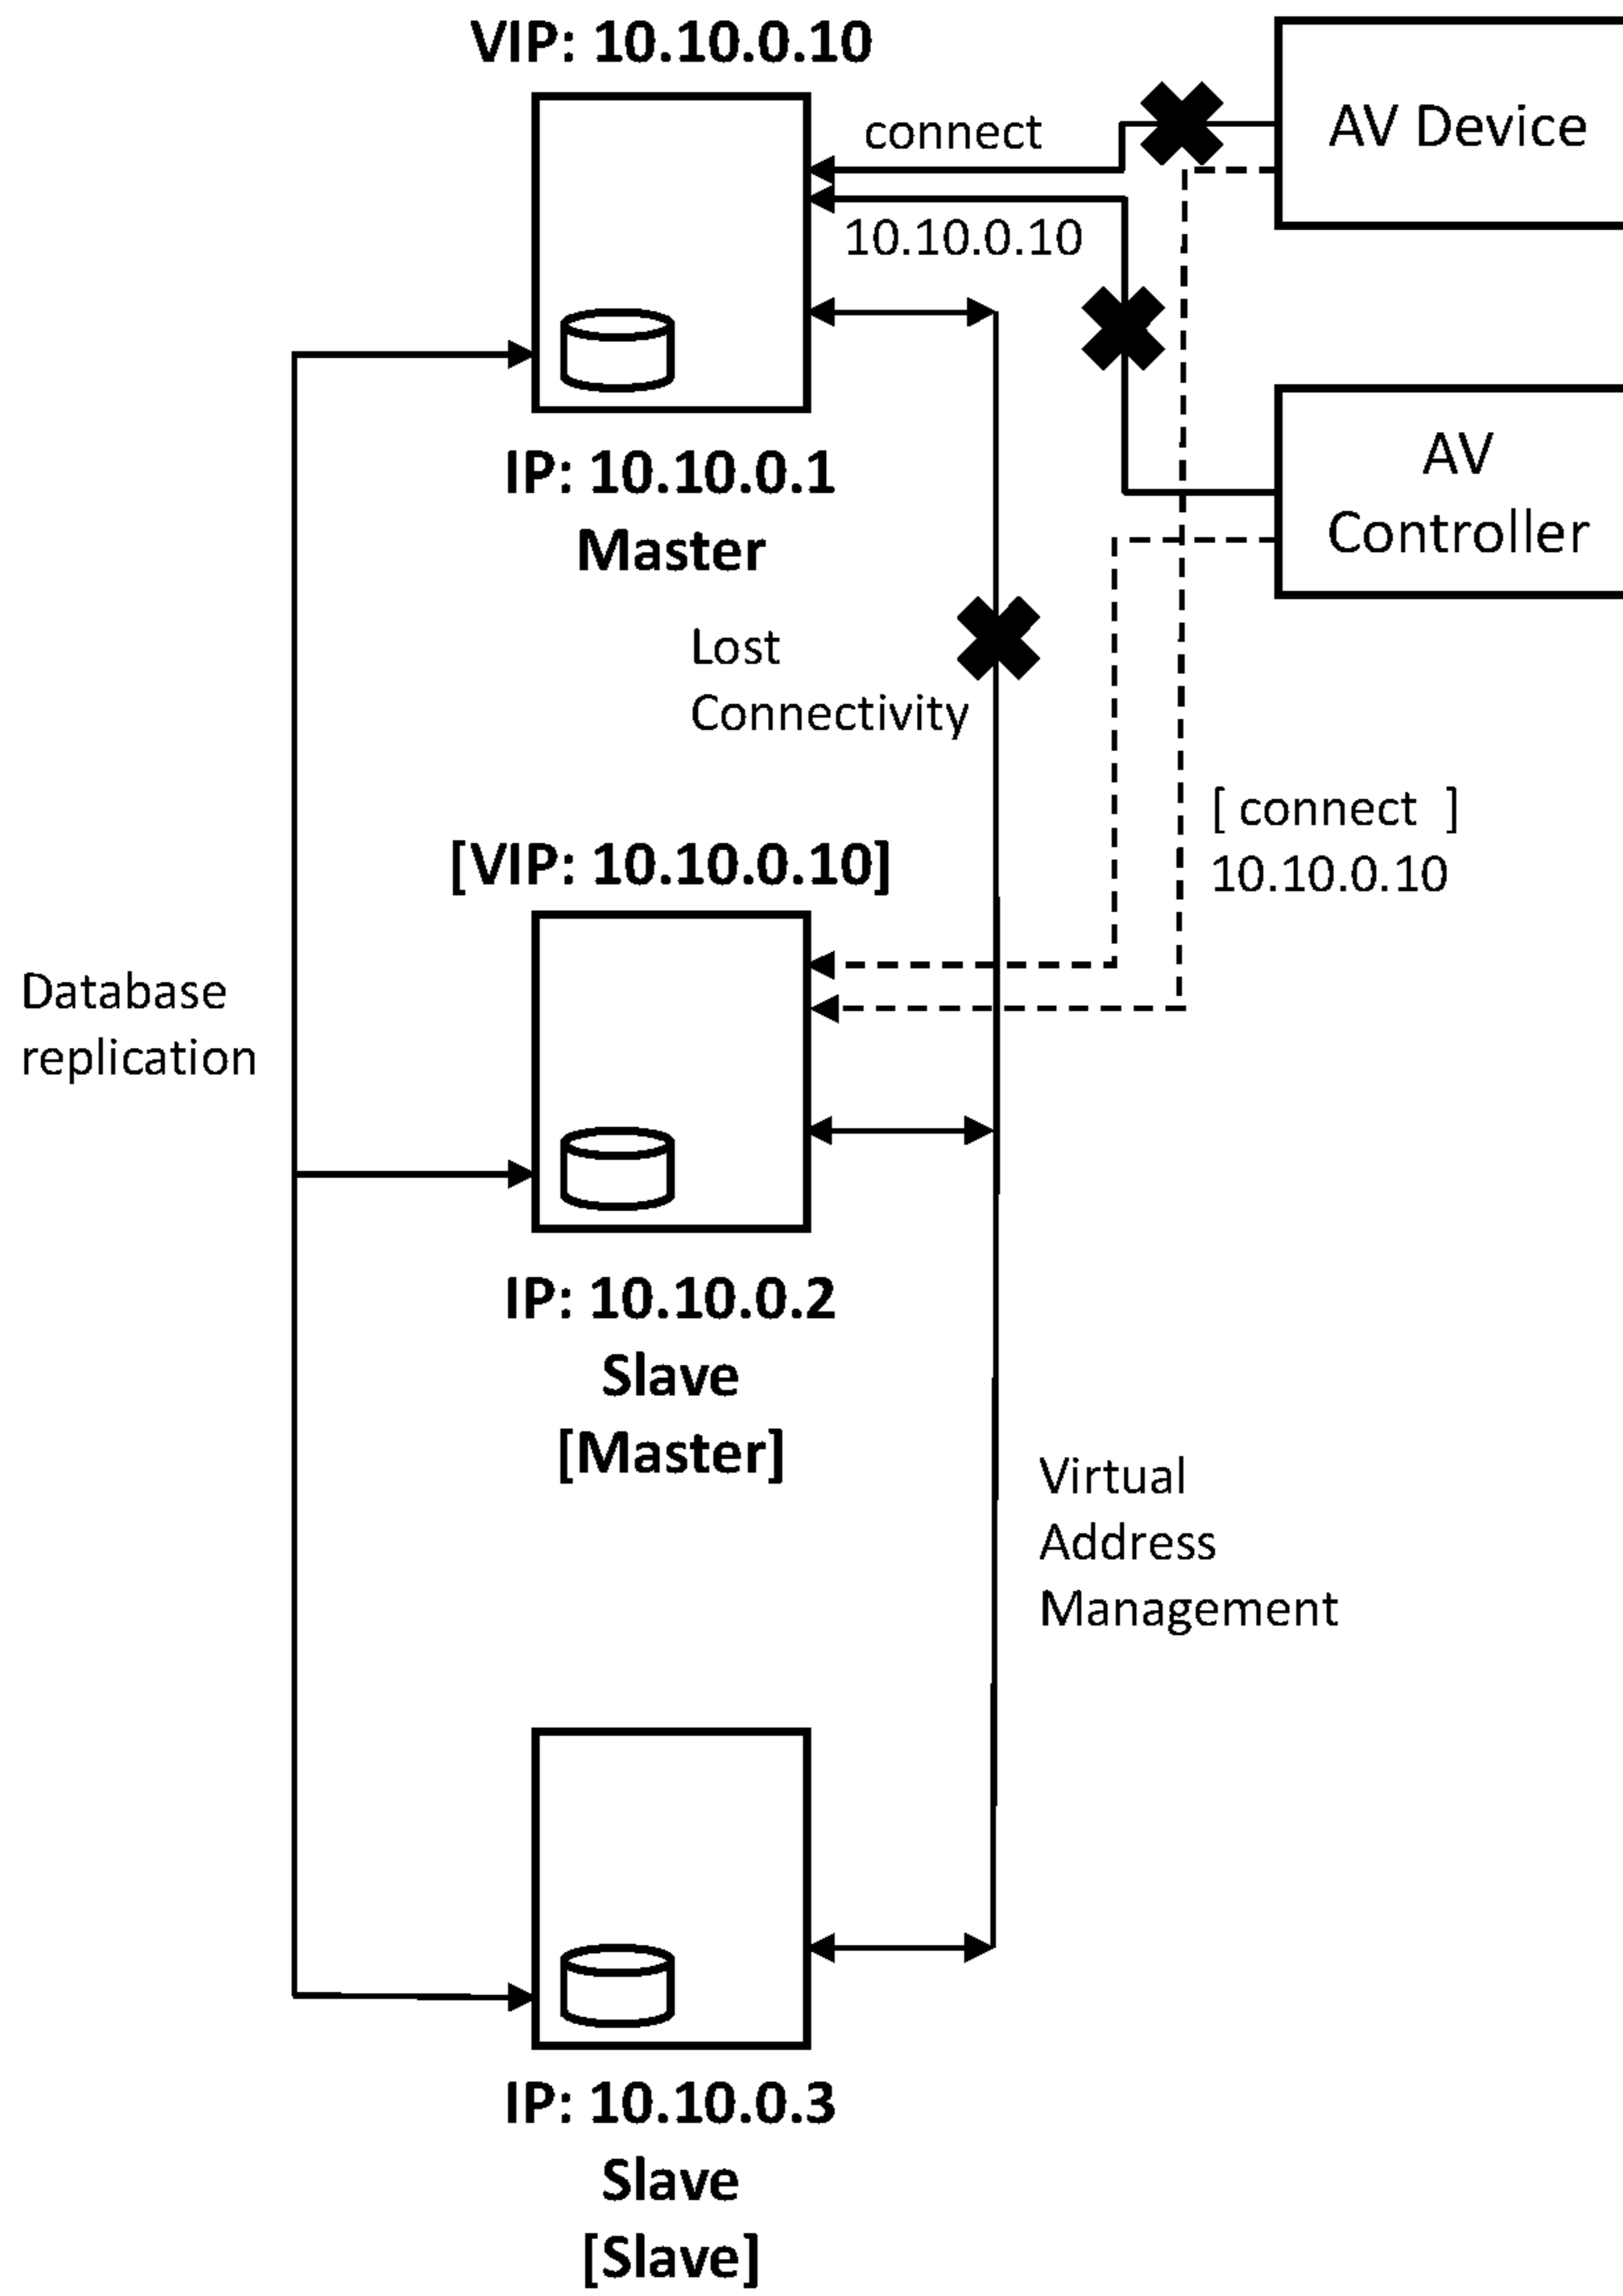 VIP: 10.10.0.10
connect
10.10.0.10
AV Device
AV
Controller
IP: 10.10.0.1
Master
Lost
Connectivity
[ connect ]
10.10.0.10
[VIP: 10.10.0.10]
Database
replication
IP: 10.10.0.2
Slave
[Master]
Virtual
Address
Management
IP: 10.10.0.3
Slave
[Slave]